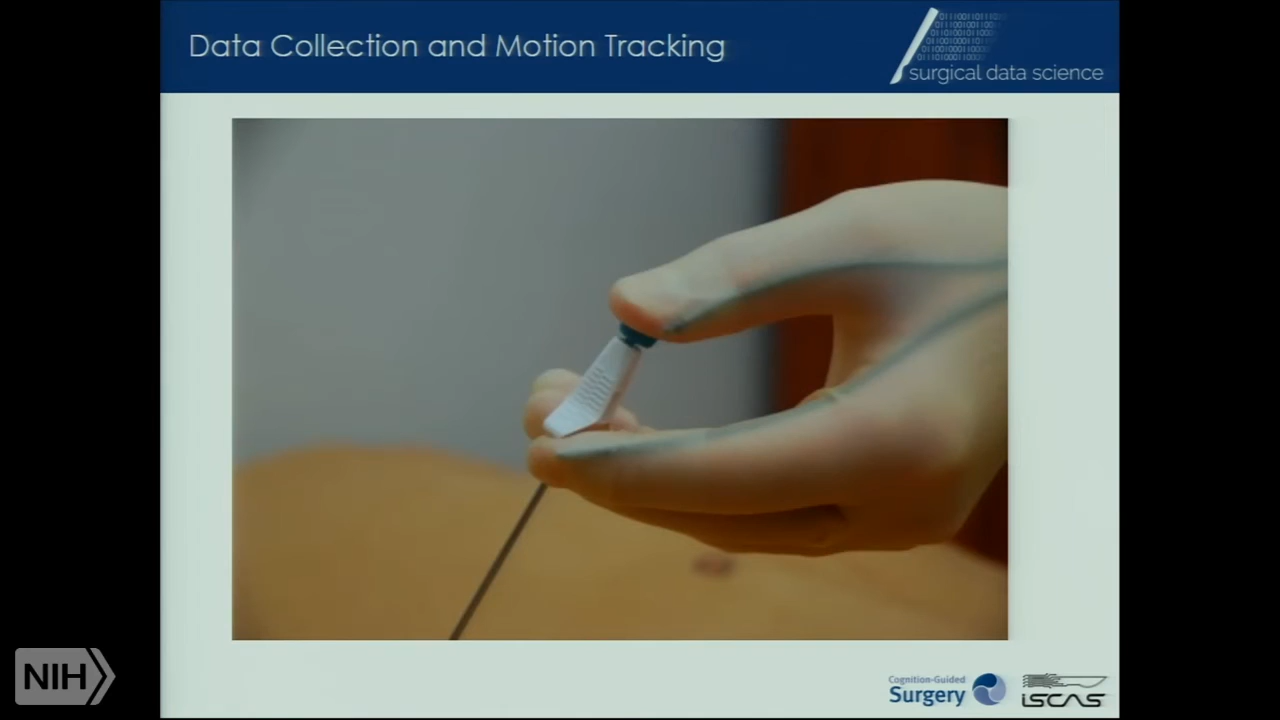 Data Collection and Motion Tracking
surgical data science
NIH
Cognition-Guided
Surgery
iSCAS